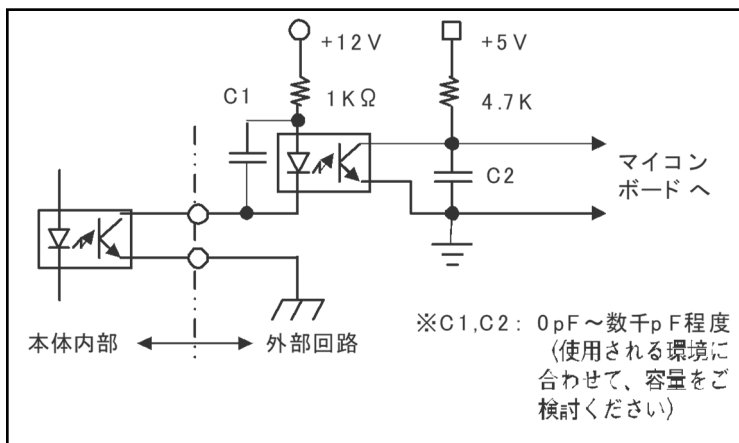 +12V
+5V
C1
1KΩ
4.7K
C2
マイコン
ボードへ
本体内部
外部回路
※C1,C2: 0pF～数千pF程度
(使用される環境に
合わせて、容量をご
検討ください)